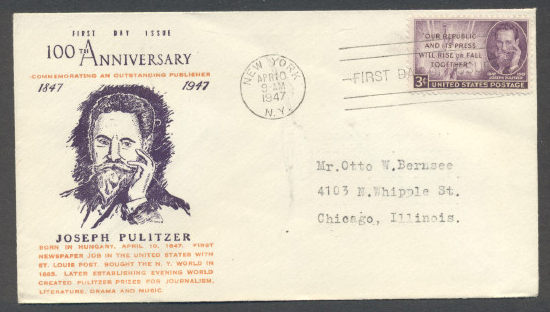 FIRST DAY ISSUE
100TH ANNIVERSARY
COMMEMORATING AN OUTSTANDING PUBLISHER
1847 1947
JOSEPH PULITZER
BORN IN HUNGARY, APRIL 10, 1847. FIRST
NEWSPAPER JOB IN THE UNITED STATES WITH
ST. LOUIS POST. BOUGHT THE N. Y. WORLD IN
1883. LATER ESTABLISHING EVENING WORLD
CREATED PULITZER PRIZES FOR JOURNALISM,
LITERATURE, DRAMA AND MUSIC.
NEW YORK
APR 10
9-AM
1947
N.Y.
FIRST DA
"OUR REPUBLIC
AND ITS PRESS
WILL RISE OR FALL
TOGETHER"
JOSEPH PULITZER
3¢ UNITED STATES POSTAGE
Mr. Otto W. Bernsee
4103 N. Whipple St.
Chicago, Illinois.